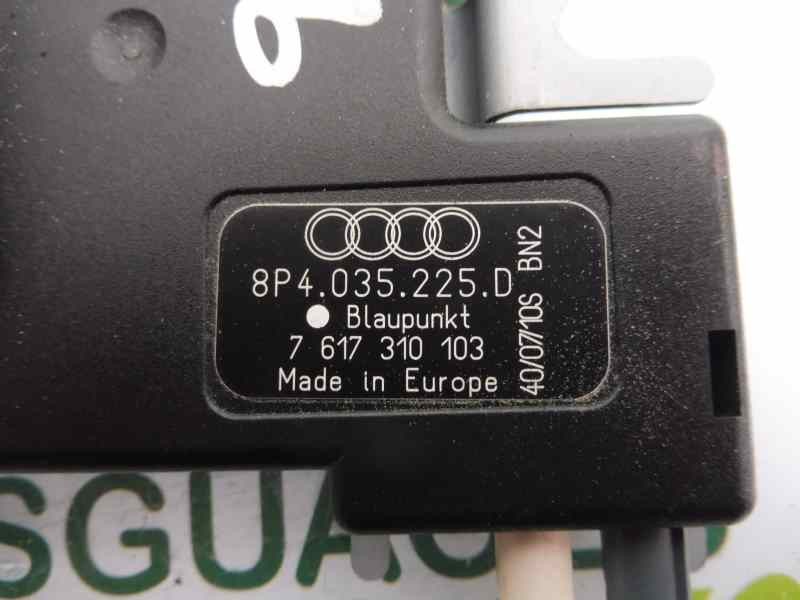 8P4.035.225.D
Blaupunkt
7 617 310 103
Made in Europe
40/07/10S BN2